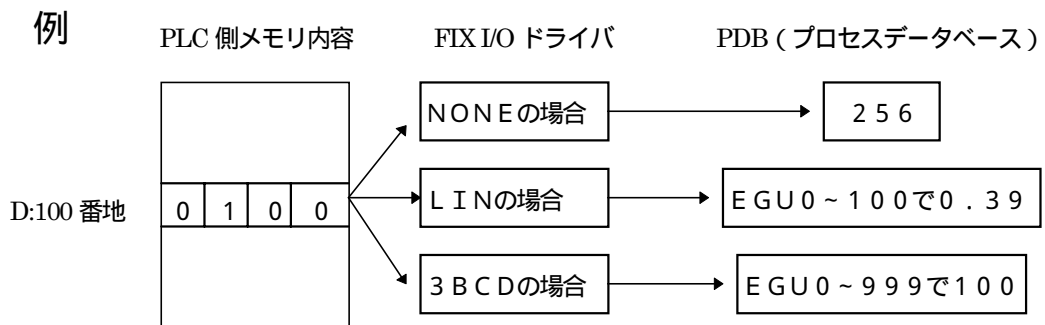 例
PLC 側メモリ内容 FIX I/O ドライバ PDB ( プロセスデータベース )
NONEの場合 256
D:100 番地 0 1 0 0 LINの場合 EGU0~100で0.39
3BCDの場合 EGU0~999で100